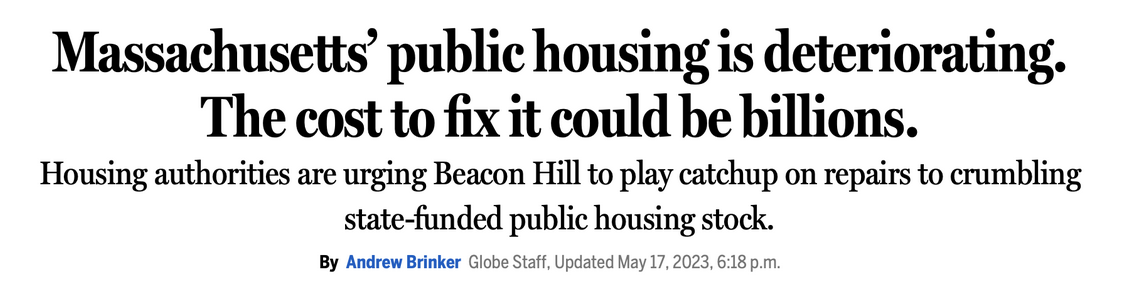 Massachusetts’ public housing is deteriorating.
The cost to fix it could be billions.
Housing authorities are urging Beacon Hill to play catchup on repairs to crumbling
state-funded public housing stock.
By Andrew Brinker Globe Staff, Updated May 17, 2023, 6:18 p.m.